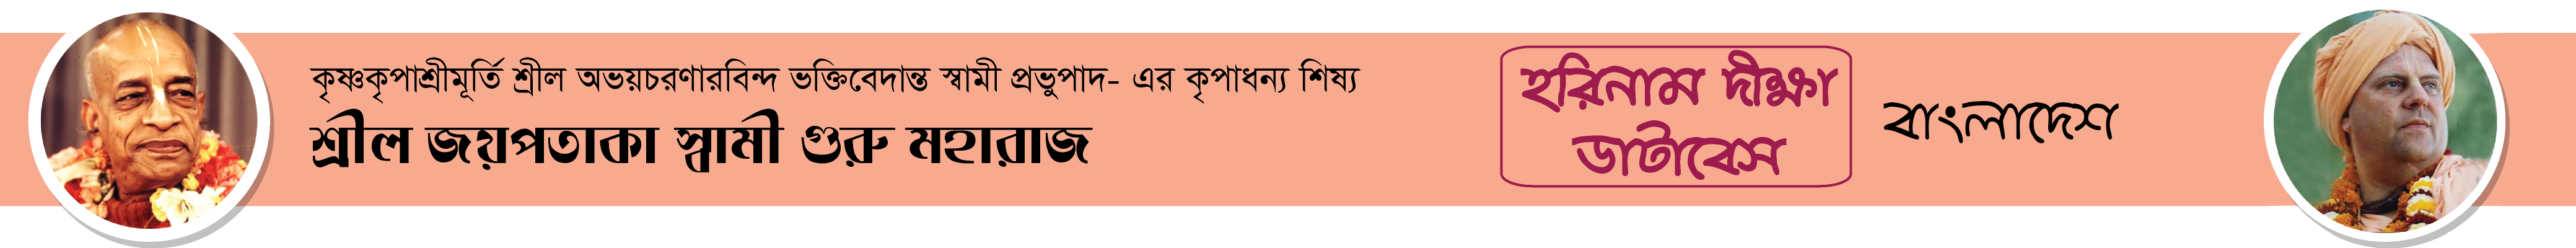 কৃষ্ণকৃপাশ্রীমূর্তি শ্রীল অভয়চরণারবিন্দ ভক্তিবেদান্ত স্বামী প্রভুপাদ- এর কৃপাধন্য শিষ্য
শ্রীল জয়পতাকা স্বামী গুরু মহারাজ
হরিনাম দীক্ষা
ডাটাবেস
বাংলাদেশ